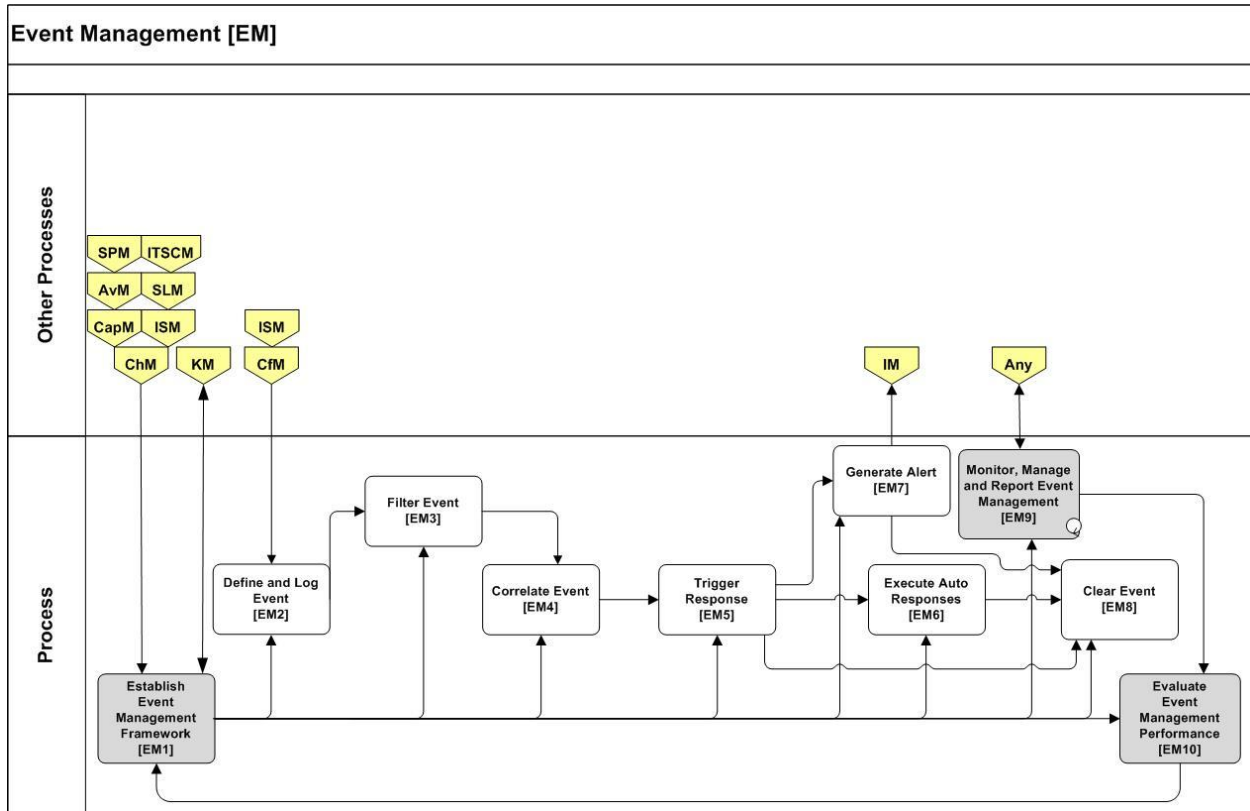 Event Management [EM]
Other Processes
SPM ITSCM
AvM SLM
CapM ISM
ChM
KM
ISM
CfM
IM
Any
Process
Generate Alert
[EM7]
Monitor, Manage
and Report Event
Management
[EM9]
Filter Event
[EM3]
Define and Log
Event
[EM2]
Correlate Event
[EM4]
Trigger
Response
[EM5]
Execute Auto
Responses
[EM6]
Clear Event
[EM8]
Establish
Event
Management
Framework
[EM1]
Evaluate
Event
Management
Performance
[EM10]